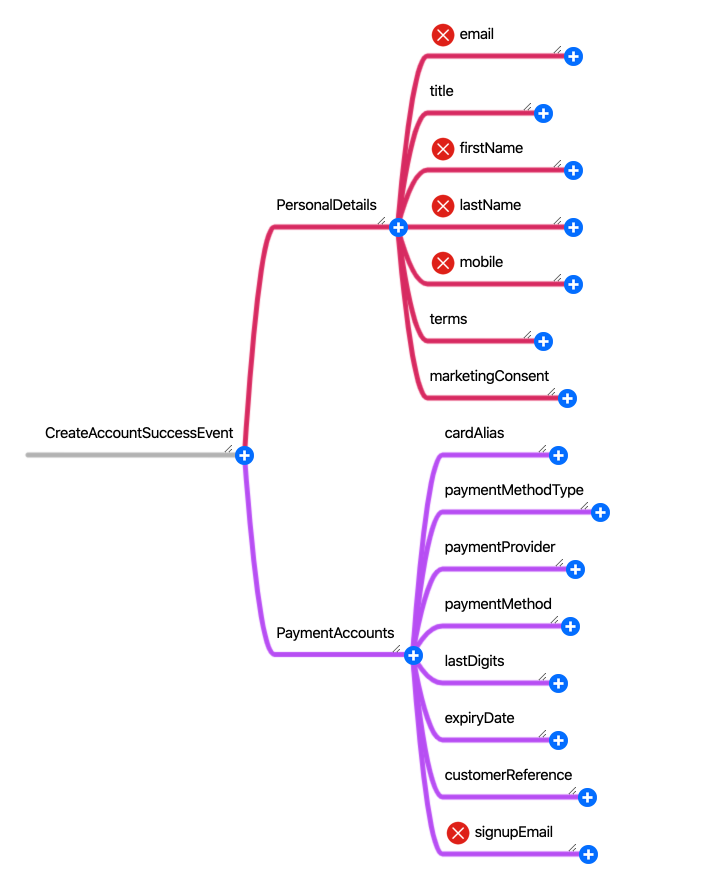 email
title
firstName
PersonalDetails
lastName
mobile
terms
marketingConsent
CreateAccountSuccessEvent
cardAlias
paymentMethodType
paymentProvider
paymentMethod
PaymentAccounts
lastDigits
expiryDate
customerReference
signupEmail